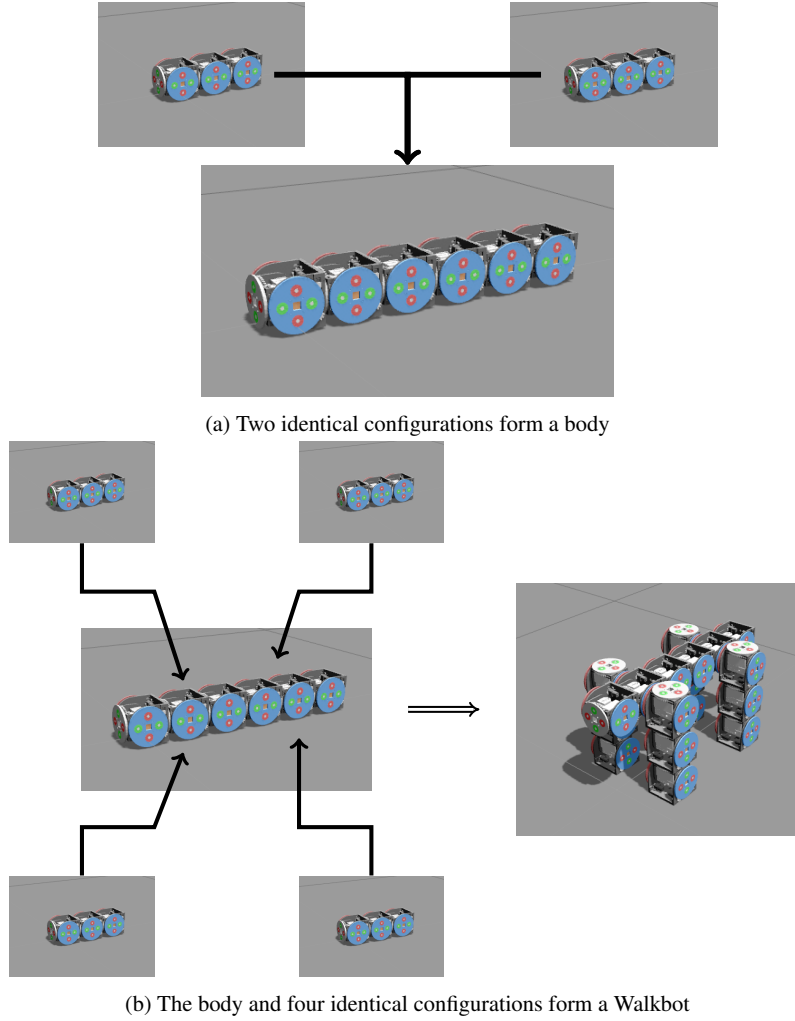 (a) Two identical configurations form a body
(b) The body and four identical configurations form a Walkbot